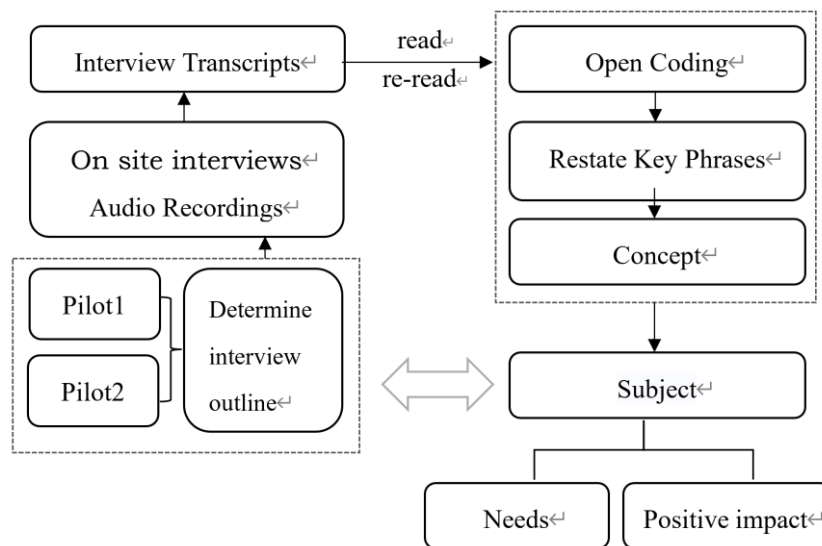 Interview Transcripts↵
read↵
re-read↵
Open Coding↵
On site interviews↵
Audio Recordings↵
Restate Key Phrases↵
Concept↵
Pilot1
Pilot2
Determine
interview
outline↵
Subject↵
Needs↵
Positive impact↵